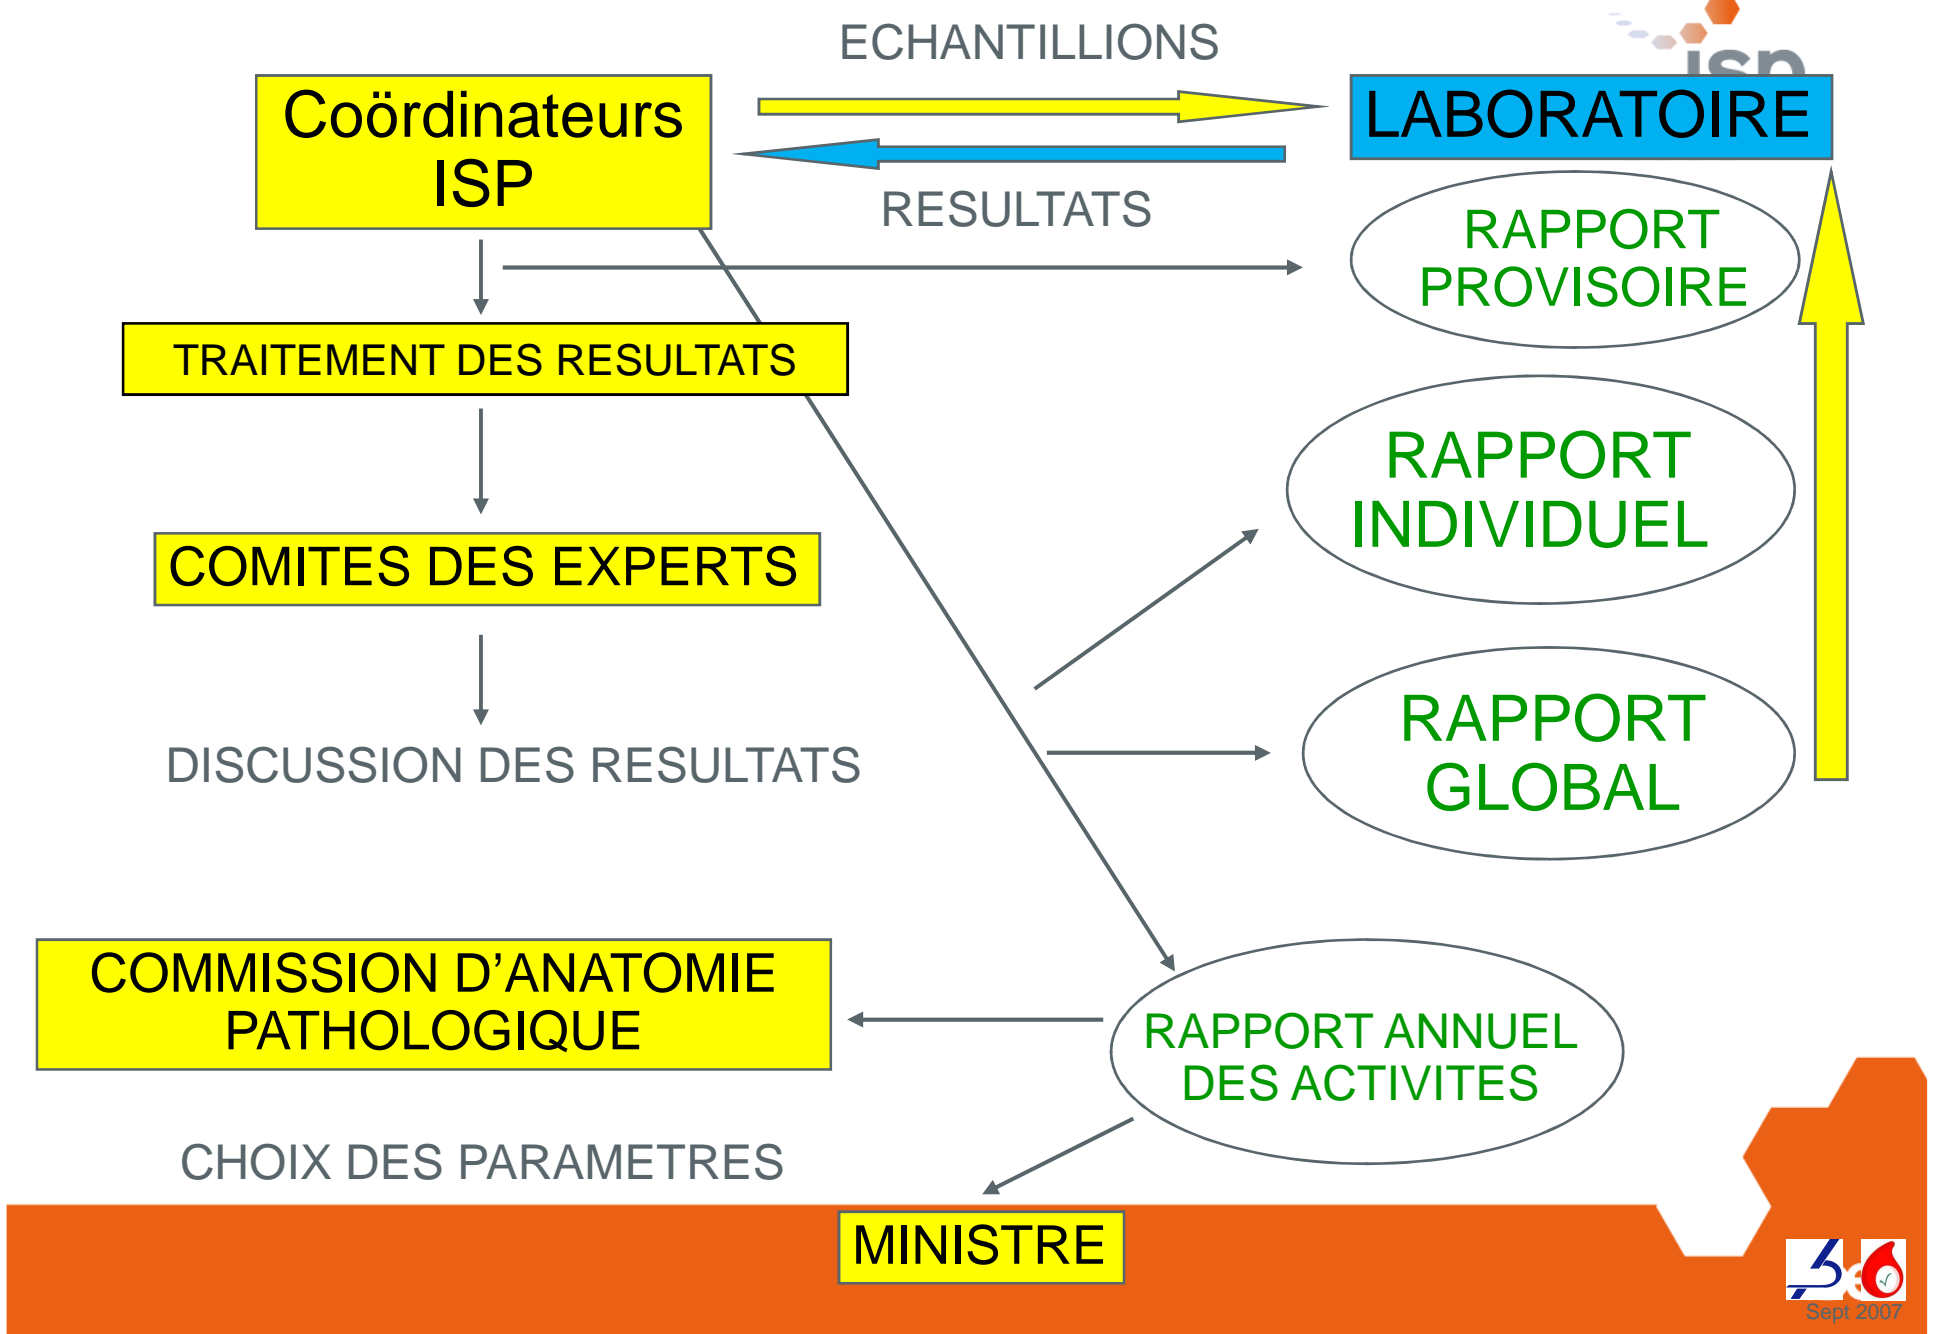 ECHANTILLIONS
isp
Coördinateurs
ISP
LABORATOIRE
RESULTATS
RAPPORT
PROVISOIRE
TRAITEMENT DES RESULTATS
RAPPORT
INDIVIDUEL
COMITES DES EXPERTS
RAPPORT
GLOBAL
DISCUSSION DES RESULTATS
COMMISSION D’ANATOMIE
PATHOLOGIQUE
RAPPORT ANNUEL
DES ACTIVITES
CHOIX DES PARAMETRES
MINISTRE
Sept 2007